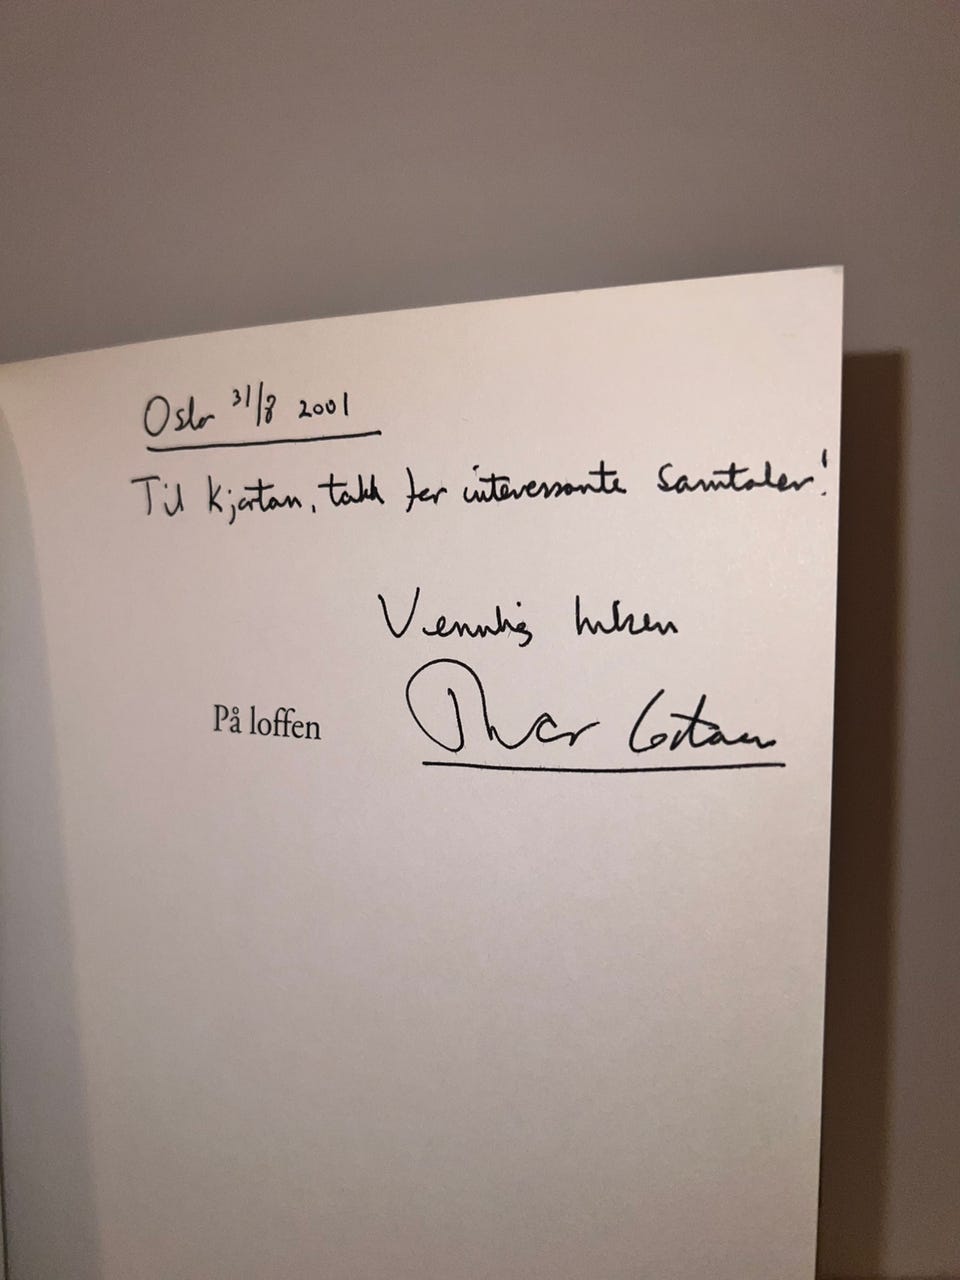 Oslo 31/8 2001
Til Kjartan, takk for interessante samtaler!
Vennlig hilsen
På loffen